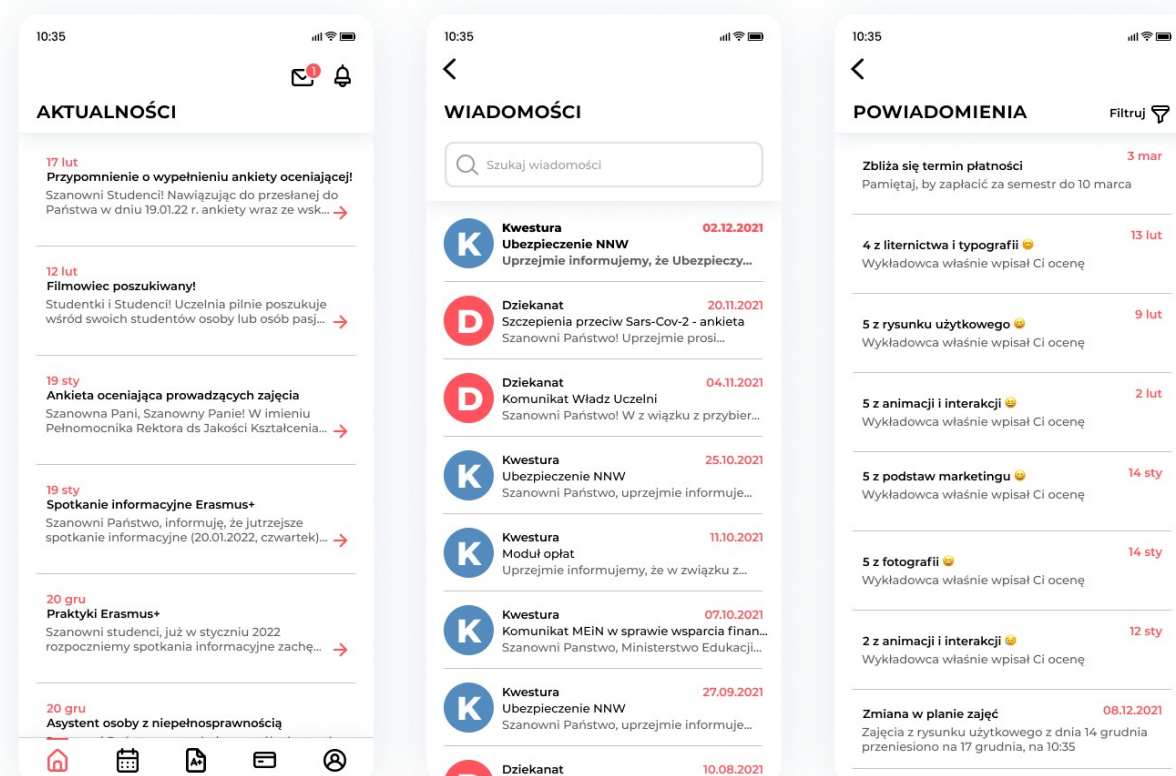 10:35
1
AKTUALNOŚCI
17 lut
Przypomnienie o wypełnieniu ankiety oceniającej!
Szanowni Studenci! Nawiązując do przesłanej do
Państwa w dniu 19.01.22 r. ankiety wraz ze wsk...
12 lut
Filmowiec poszukiwany!
Studentki i Studenci! Uczelnia pilnie poszukuje
wśród swoich studentów osoby lub osób pasj...
19 sty
Ankieta oceniająca prowadzących zajęcia
Szanowna Pani, Szanowny Panie! W imieniu
Pełnomocnika Rektora ds Jakości Kształcenia...
19 sty
Spotkanie informacyjne Erasmus+
Szanowni Państwo, informuję, że jutrzejsze
spotkanie informacyjne (20.01.2022, czwartek)...
20 gru
Praktyki Erasmus+
Szanowni studenci, już w styczniu 2022
rozpoczniemy spotkania informacyjne zachę...
20 gru
Asystent osoby z niepełnosprawnością
A+
10:35
WIADOMOŚCI
Szukaj wiadomości
K
Kwestura 02.12.2021
Ubezpieczenie NNW
Uprzejmie informujemy, że Ubezpieczy...
D
Dziekanat 20.11.2021
Szczepienia przeciw Sars-Cov-2 - ankieta
Szanowni Państwo! Uprzejmie prosi...
D
Dziekanat 04.11.2021
Komunikat Władz Uczelni
Szanowni Państwo! W z wiązku z przybier...
K
Kwestura 25.10.2021
Ubezpieczenie NNW
Szanowni Państwo, uprzejmie informuje...
K
Kwestura 11.10.2021
Moduł opłat
Uprzejmie informujemy, że w związku z...
K
Kwestura 07.10.2021
Komunikat MEiN w sprawie wsparcia finan...
Szanowni Panstwo, Ministerstwo Edukacji...
K
Kwestura 27.09.2021
Ubezpieczenie NNW
Szanowni Państwo, uprzejmie informuje...
Dziekanat 10.08.2021
10:35
POWIADOMIENIA Filtruj
Zbliża się termin płatności 3 mar
Pamiętaj, by zapłacić za semestr do 10 marca
4 z liternictwa i typografii 😀 13 lut
Wykładowca właśnie wpisał Ci ocenę
5 z rysunku użytkowego 😀 9 lut
Wykładowca właśnie wpisał Ci ocenę
5 z animacji i interakcji 😀 2 lut
Wykładowca właśnie wpisał Ci ocenę
5 z podstaw marketingu 😀 14 sty
Wykładowca właśnie wpisał Ci ocenę
5 z fotografii 😀 14 sty
Wykładowca właśnie wpisał Ci ocenę
2 z animacji i interakcji 😢 12 sty
Wykładowca właśnie wpisał Ci ocenę
Zmiana w planie zajęć 08.12.2021
Zajęcia z rysunku użytkowego z dnia 14 grudnia
przeniesiono na 17 grudnia, na 10:35